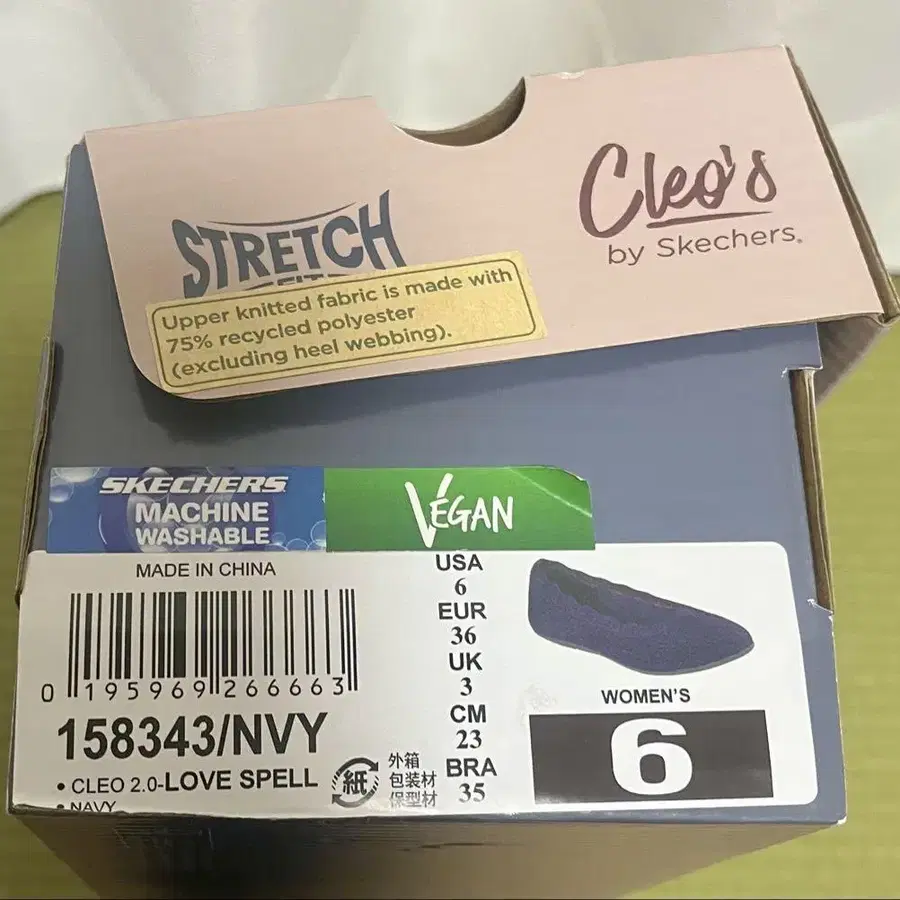 Cleo's
by Skechers®
STRETCH
FIT
Upper knitted fabric is made with
75% recycled polyester
(excluding heel webbing).
SKECHERS
MACHINE
WASHABLE
VEGAN
MADE IN CHINA
0 195969 266663
158343/NVY
• CLEO 2.0-LOVE SPELL
• NAVY
紙
外箱
包装材
保型材
USA
6
EUR
36
UK
3
CM
23
BRA
35
WOMEN'S
6